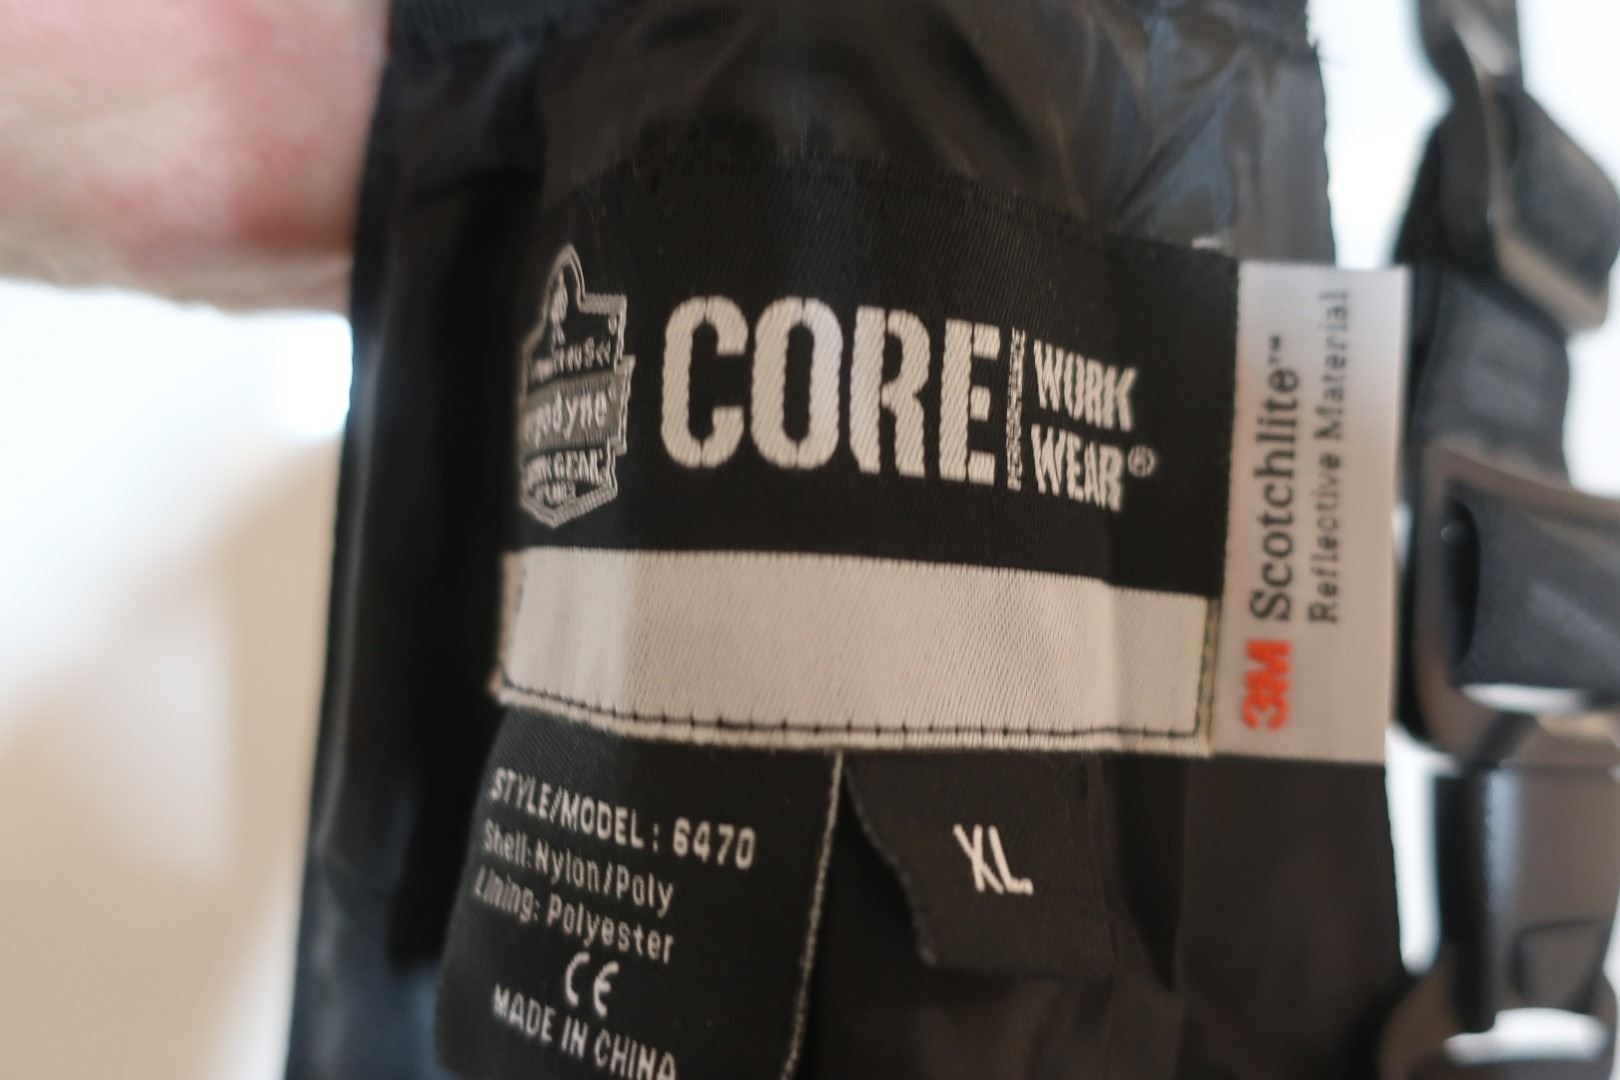 CORE
WORK
WEAR®
3M Scotchlite™
Reflective Material
STYLE/MODEL: 6470
Shell: Nylon/Poly
Lining: Polyester
CE
MADE IN CHINA
XL